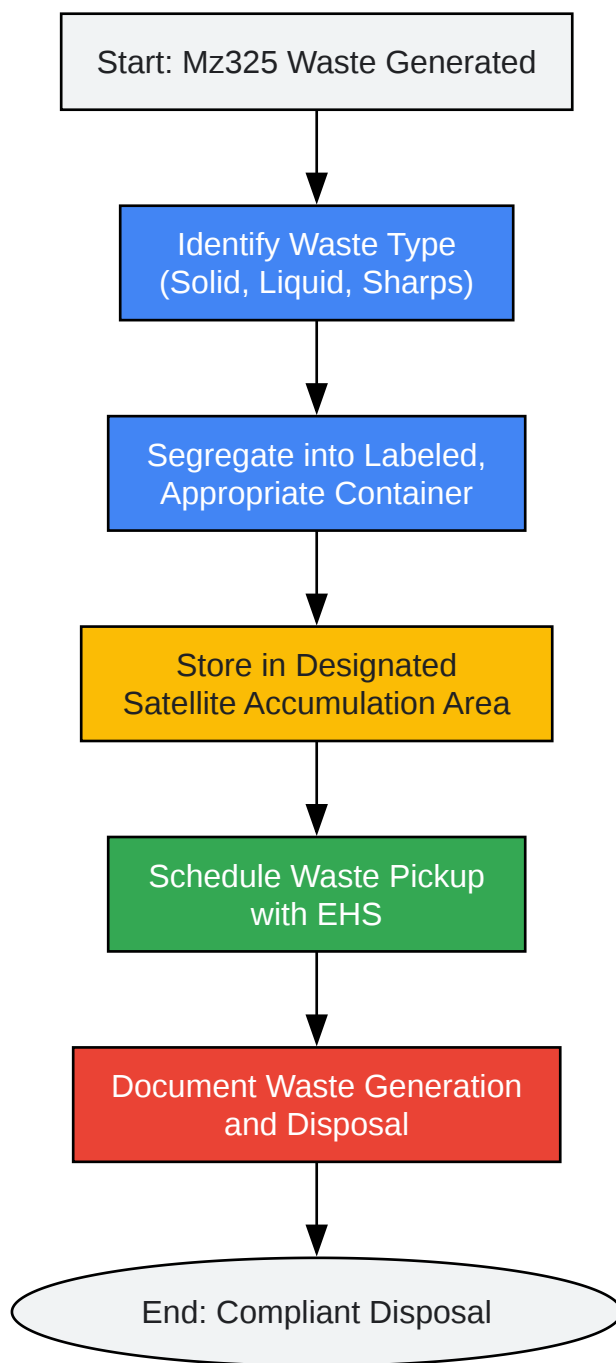 Start: Mz325 Waste Generated
Identify Waste Type
(Solid, Liquid, Sharps)
Segregate into Labeled,
Appropriate Container
Store in Designated
Satellite Accumulation Area
Schedule Waste Pickup
with EHS
Document Waste Generation
and Disposal
End: Compliant Disposal